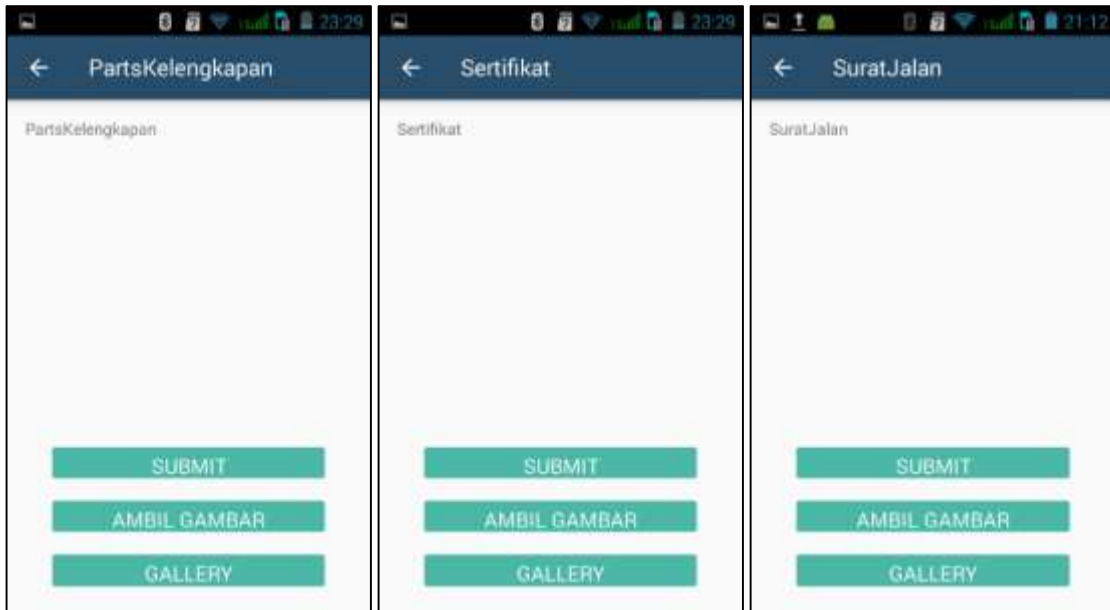 23:29
PartsKelengkapan
PartsKelengkapan
SUBMIT
AMBIL GAMBAR
GALLERY
23:29
Sertifikat
Sertifikat
SUBMIT
AMBIL GAMBAR
GALLERY
21:12
SuratJalan
SuratJalan
SUBMIT
AMBIL GAMBAR
GALLERY